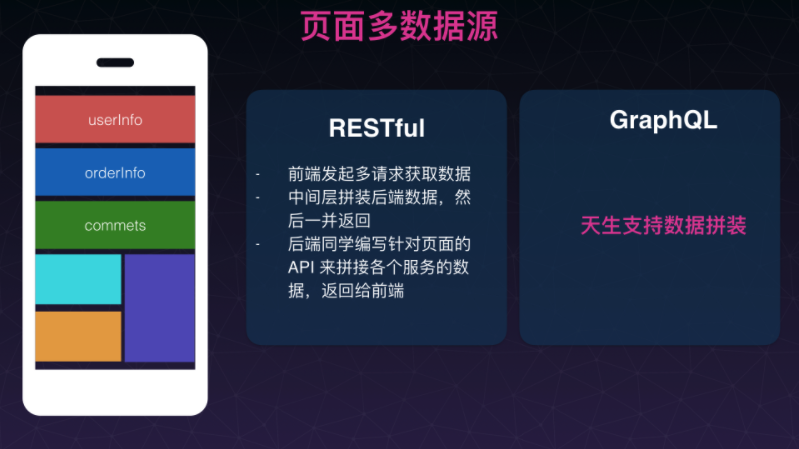 页面多数据源
userInfo
orderInfo
commets
RESTful
- 前端发起多请求获取数据
- 中间层拼装后端数据，然
后一并返回
- 后端同学编写针对页面的
API 来拼接各个服务的数
据，返回给前端
GraphQL
天生支持数据拼装